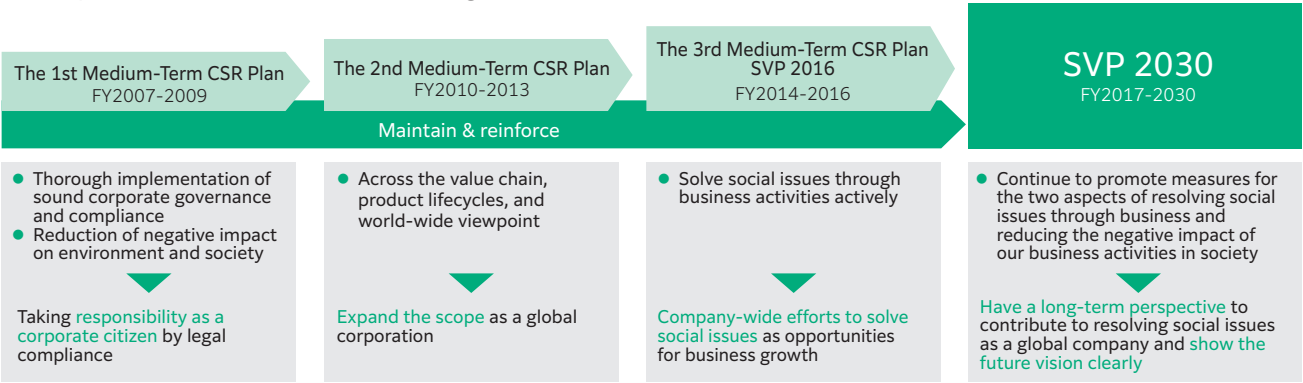 The 1st Medium-Term CSR Plan
FY2007-2009
The 2nd Medium-Term CSR Plan
FY2010-2013
The 3rd Medium-Term CSR Plan
SVP 2016
FY2014-2016
SVP 2030
FY2017-2030
Maintain & reinforce
● Thorough implementation of
sound corporate governance
and compliance
● Reduction of negative impact
on environment and society
Taking responsibility as a
corporate citizen by legal
compliance
● Across the value chain,
product lifecycles, and
world-wide viewpoint
Expand the scope as a global
corporation
● Solve social issues through
business activities actively
Company-wide efforts to solve
social issues as opportunities
for business growth
● Continue to promote measures for
the two aspects of resolving social
issues through business and
reducing the negative impact of
our business activities in society
Have a long-term perspective to
contribute to resolving social issues
as a global company and show the
future vision clearly